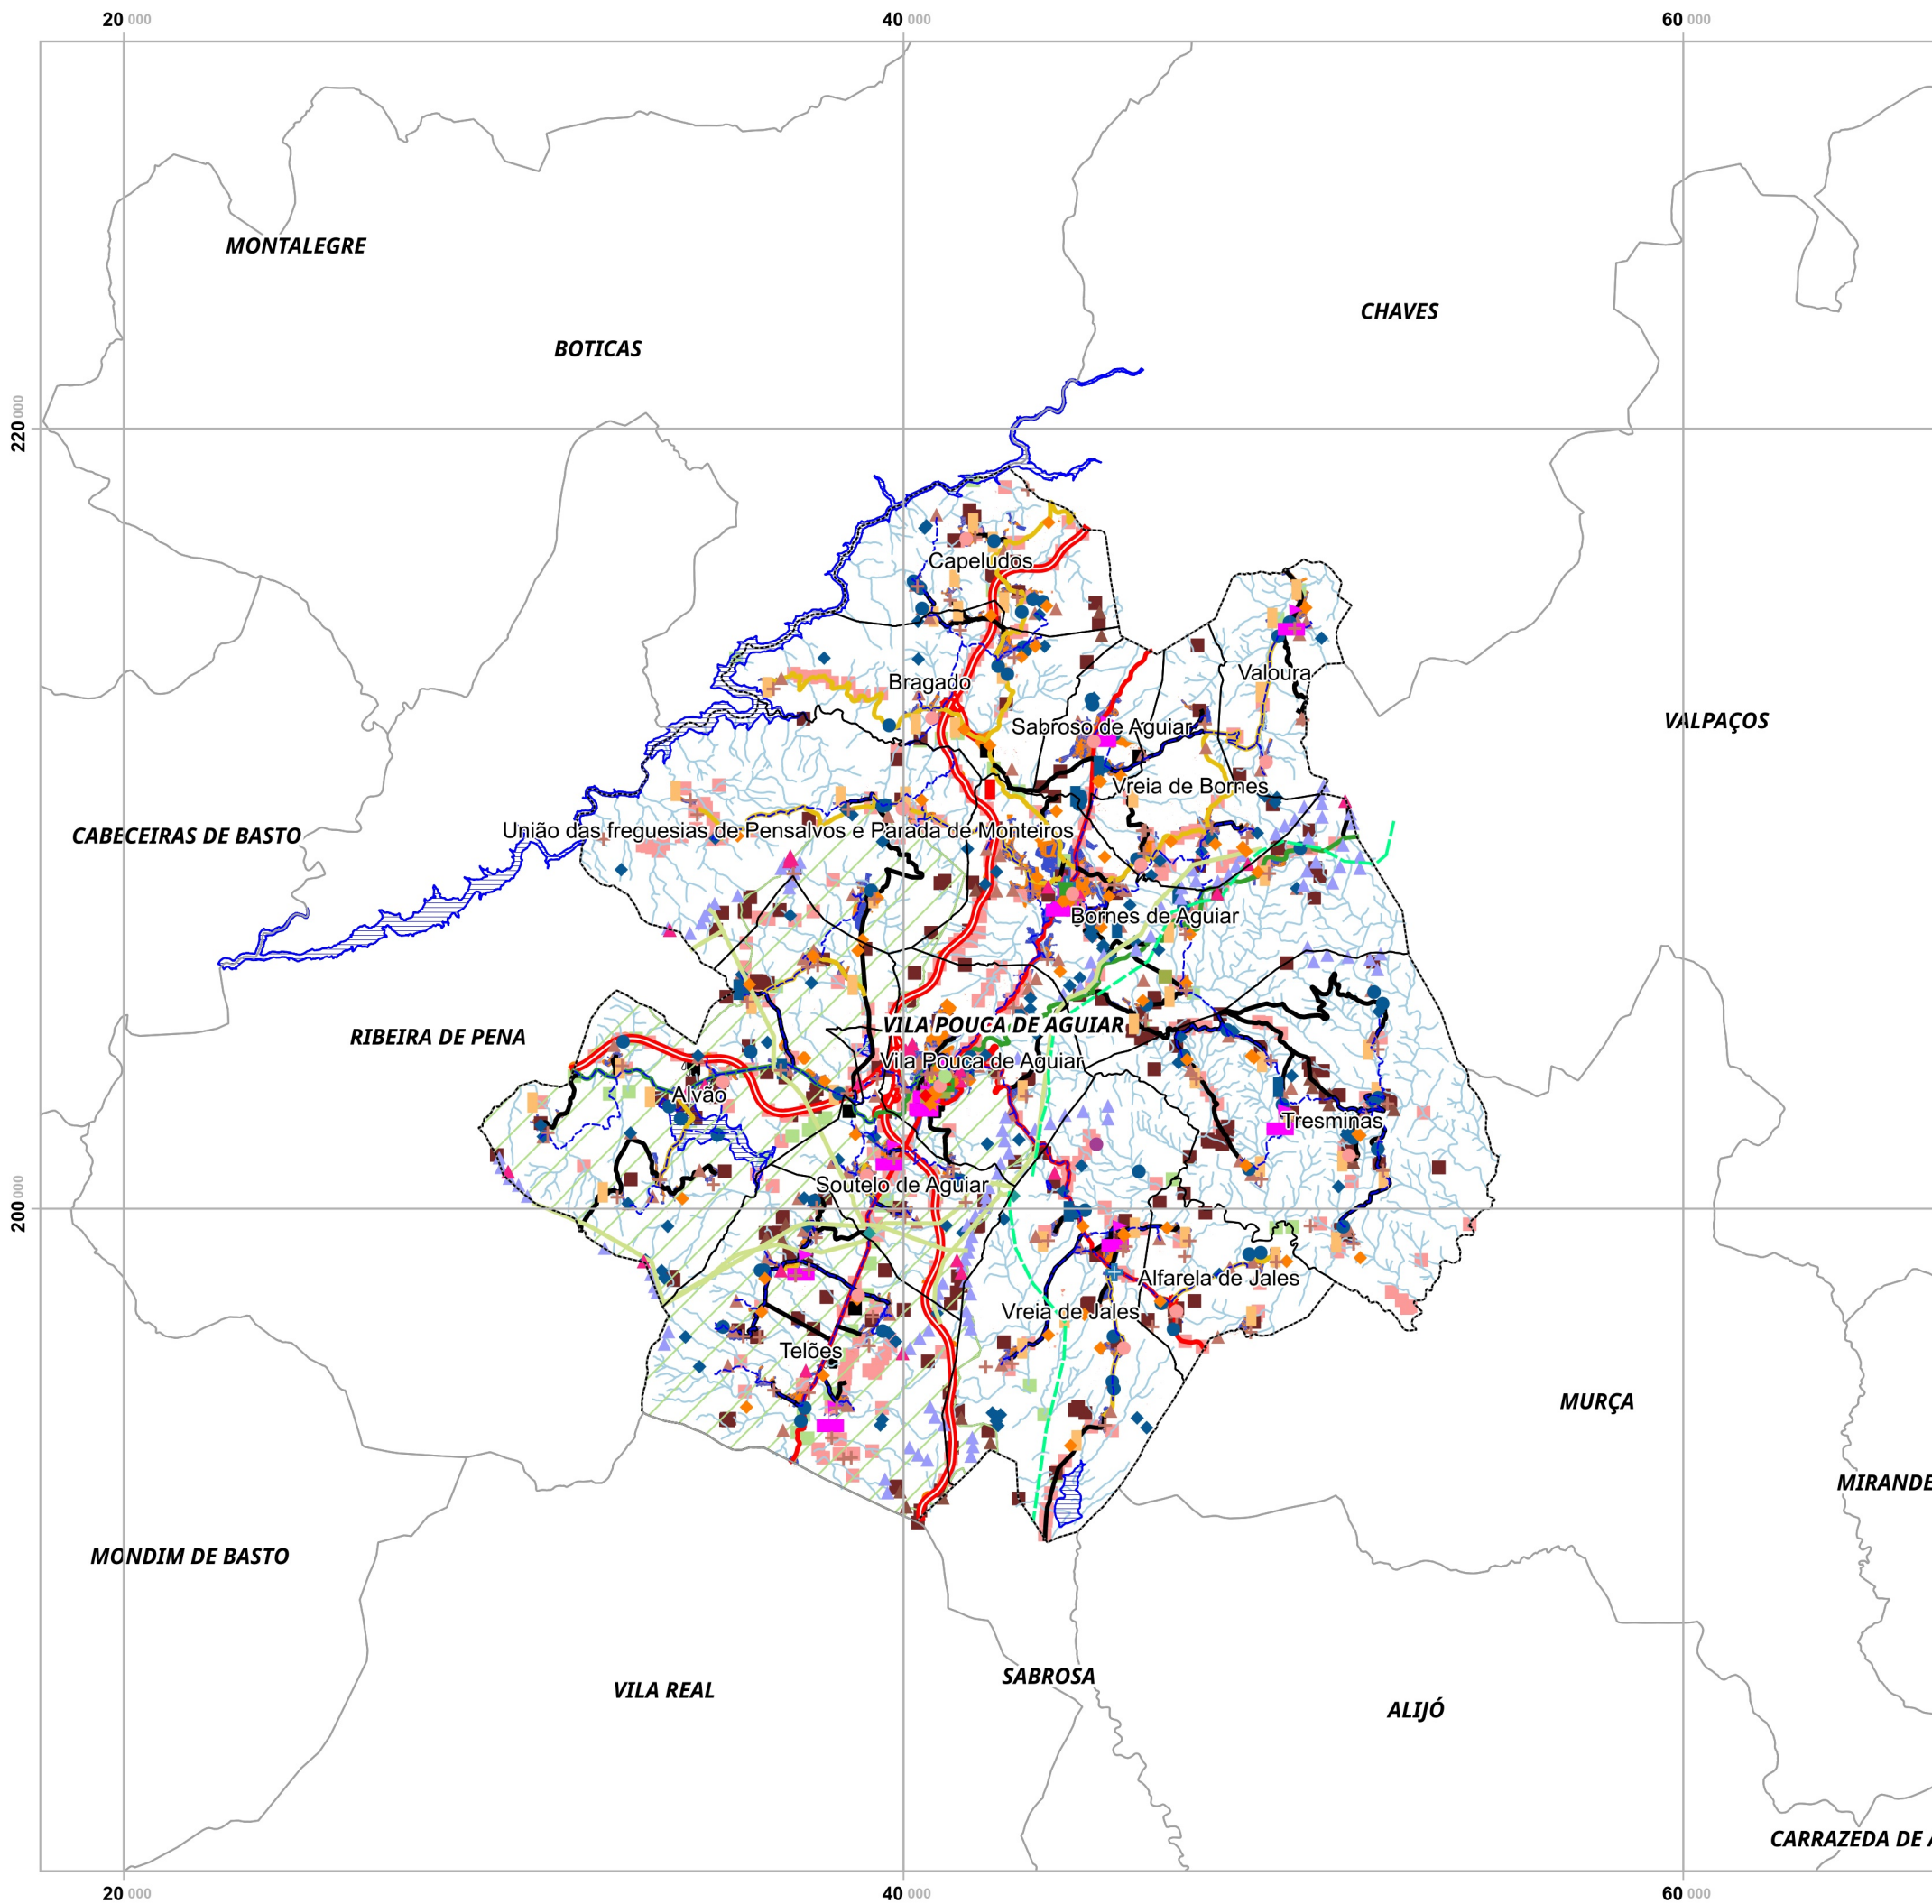 20 000 40 000 60 000
MONTALEGRE
CHAVES
BOTICAS
220 000
Capeludos
Valoura
Bragado
VALPAÇOS
Sabroso de Aguiar
Vreia de Bornes
União das freguesias de Pensalvos e Parada de Monteiros
CABECEIRAS DE BASTO
Bornes de Aguiar
VILA POUCA DE AGUIAR
RIBEIRA DE PENA
Vila Pouca de Aguiar
Alvão
Tresminas
Soutelo de Aguiar
200 000
Alfarela de Jales
Vreia de Jales
Telões
MURÇA
MIRANDE
MONDIM DE BASTO
SABROSA
VILA REAL
ALIJÓ
CARRAZEDA DE
20 000 40 000 60 000